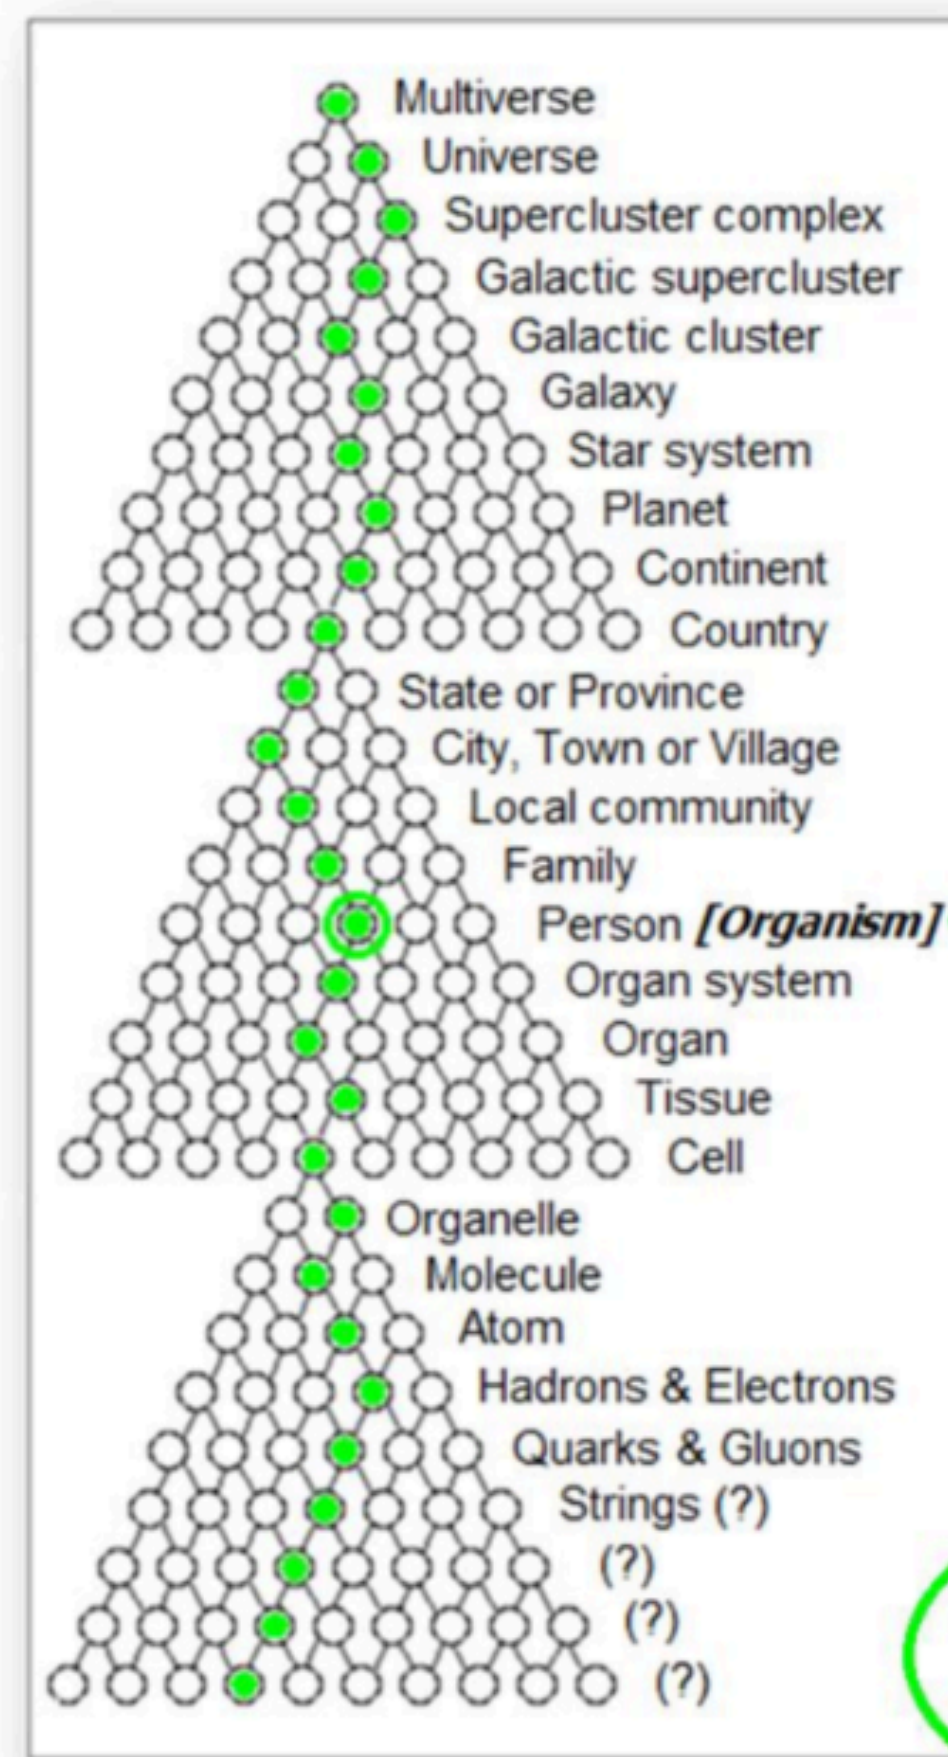 Multiverse
Universe
Supercluster complex
Galactic supercluster
Galactic cluster
Galaxy
Star system
Planet
Continent
Country
State or Province
City, Town or Village
Local community
Family
Person [Organism]
Organ system
Organ
Tissue
Cell
Organelle
Molecule
Atom
Hadrons & Electrons
Quarks & Gluons
Strings (?)
(?)
(?)
(?)